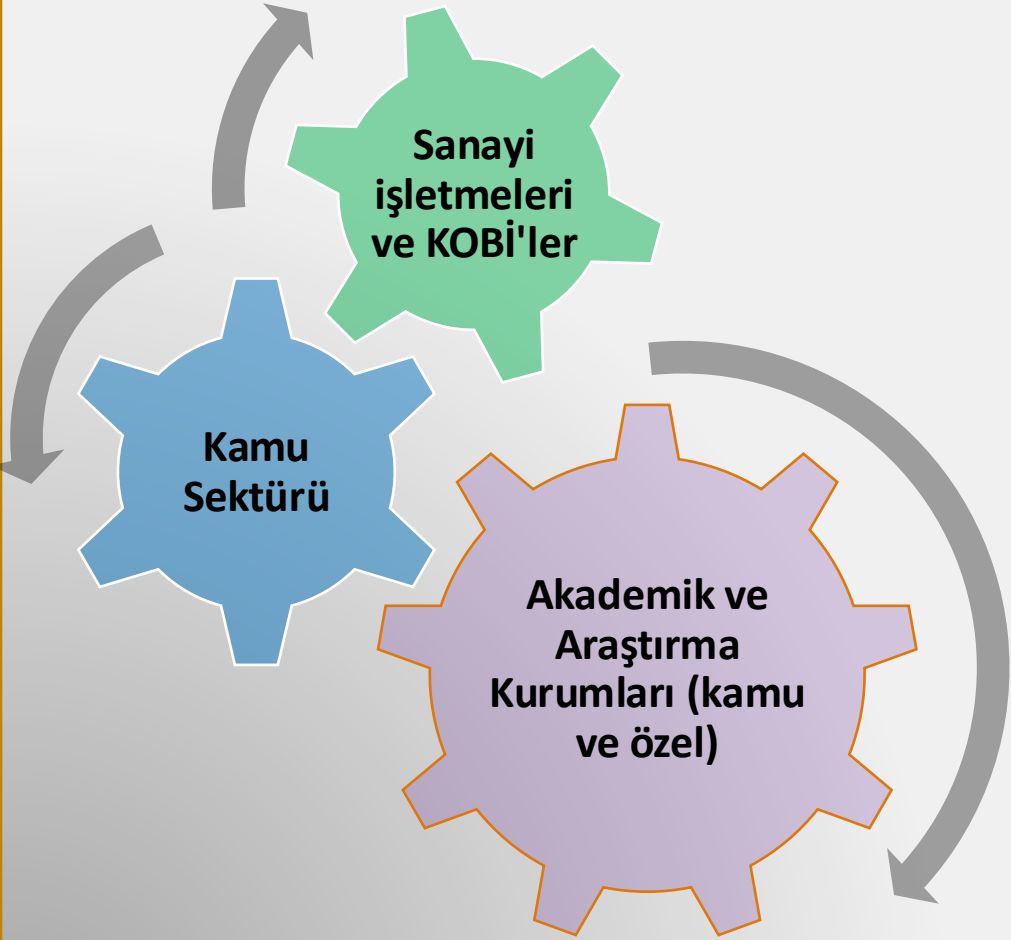 Sanayi
işletmeleri
ve KOBİ'ler
Kamu
Sektürü
Akademik ve
Araştırma
Kurumları (kamu
ve özel)